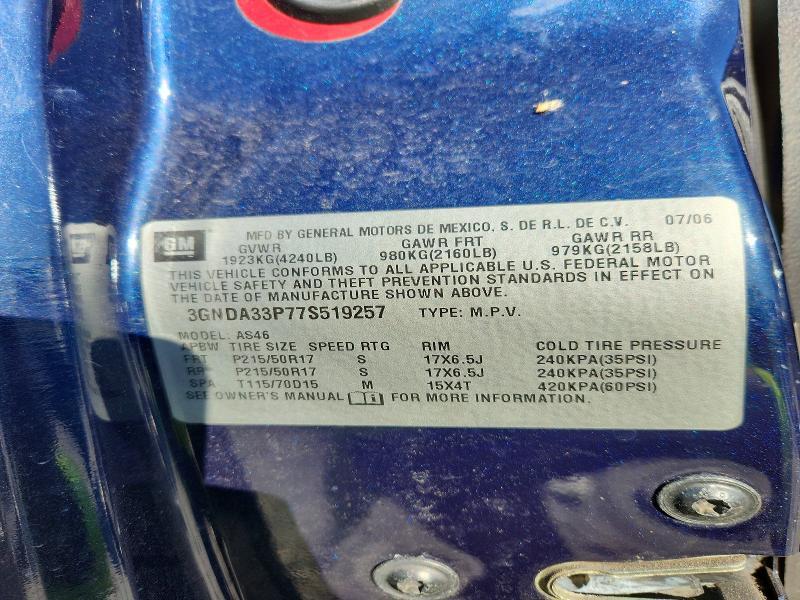 GM
MFD BY GENERAL MOTORS DE MEXICO, S. DE R.L. DE C.V. 07/06
GVWR GAWR FRT GAWR RR
1923KG(4240LB) 980KG(2160LB) 979KG(2158LB)
THIS VEHICLE CONFORMS TO ALL APPLICABLE U.S. FEDERAL MOTOR
VEHICLE SAFETY AND THEFT PREVENTION STANDARDS IN EFFECT ON
THE DATE OF MANUFACTURE SHOWN ABOVE.
3GNDA33P77S519257 TYPE: M.P.V.
MODEL: AS46
APBW TIRE SIZE SPEED RTG RIM COLD TIRE PRESSURE
FRT P215/50R17 S 17X6.5J 240KPA(35PSI)
RR P215/50R17 S 17X6.5J 240KPA(35PSI)
SPA T115/70D15 M 15X4T 420KPA(60PSI)
SEE OWNER'S MANUAL FOR MORE INFORMATION.